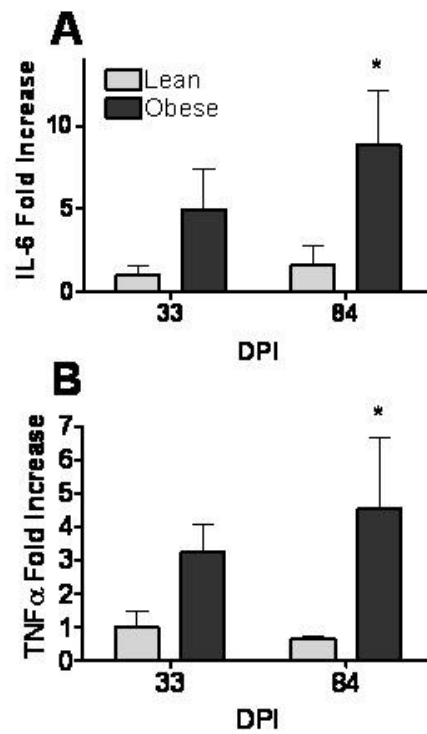 A
IL-6 Fold Increase
Lean
Obese
*
10
5
0
33 84
DPI
B
TNFα Fold Increase
*
7
6
5
4
3
2
1
0
33 84
DPI